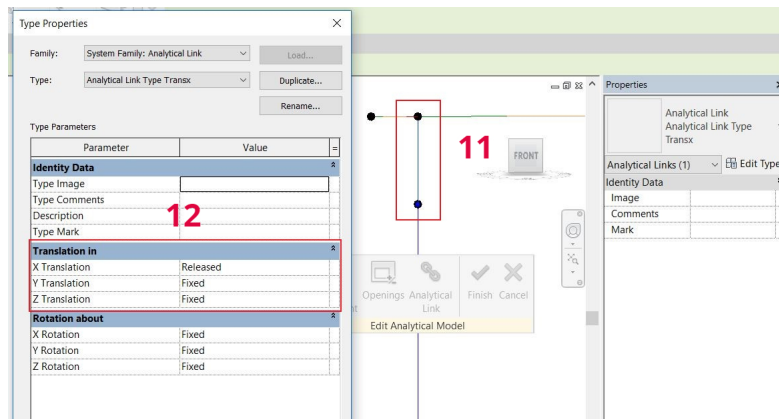 Type Properties
Family: System Family: Analytical Link Load...
Type: Analytical Link Type Transx Duplicate...
Rename...
Type Parameters
Parameter Value =
Identity Data
Type Image
Type Comments
Description
Type Mark
12
Translation in
X Translation Released
Y Translation Fixed
Z Translation Fixed
Rotation about
X Rotation Fixed
Y Rotation Fixed
Z Rotation Fixed
11
FRONT
Openings Analytical Link Finish Cancel
Edit Analytical Model
Properties
Analytical Link
Analytical Link Type
Transx
Analytical Links (1) Edit Type
Identity Data
Image
Comments
Mark